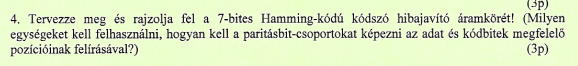 (3p)
4. Tervezze meg és rajzolja fel a 7-bites Hamming-kódú kódszó hibajavító áramkörét! (Milyen
egységeket kell felhasználni, hogyan kell a paritásbit-csoportokat képezni az adat és kódbitek megfelelő
pozícióinak felírásával?) (3p)